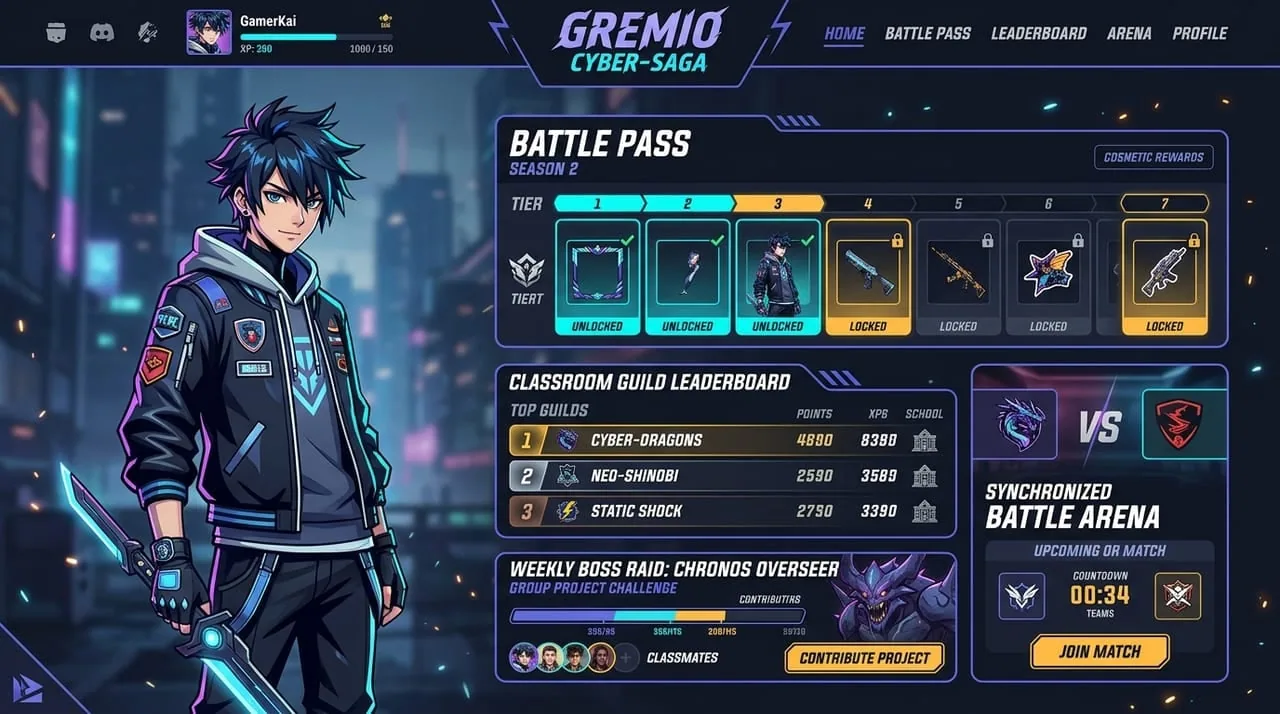 GamerKai
XP: 290
1000 / 150
GREMIO
CYBER-SAGA
HOME
BATTLE PASS
LEADERBOARD
ARENA
PROFILE
BATTLE PASS
SEASON 2
COSMETIC REWARDS
TIER 1 2 3 4 5 6 7
TIERT
UNLOCKED
UNLOCKED
UNLOCKED
LOCKED
LOCKED
LOCKED
LOCKED
CLASSROOM GUILD LEADERBOARD
TOP GUILDS POINTS XP6 SCHOOL
1 CYBER-DRAGONS 4890 8398
2 NEO-SHINOBI 2590 3589
3 STATIC SHOCK 2790 3390
VS
SYNCHRONIZED
BATTLE ARENA
UPCOMING OR MATCH
COUNTDOWN
00:34
TEAMS
JOIN MATCH
WEEKLY BOSS RAID: CHRONOS OVERSEER
GROUP PROJECT CHALLENGE
CONTRIBUTIRS
+ CLASSMATES
CONTRIBUTE PROJECT